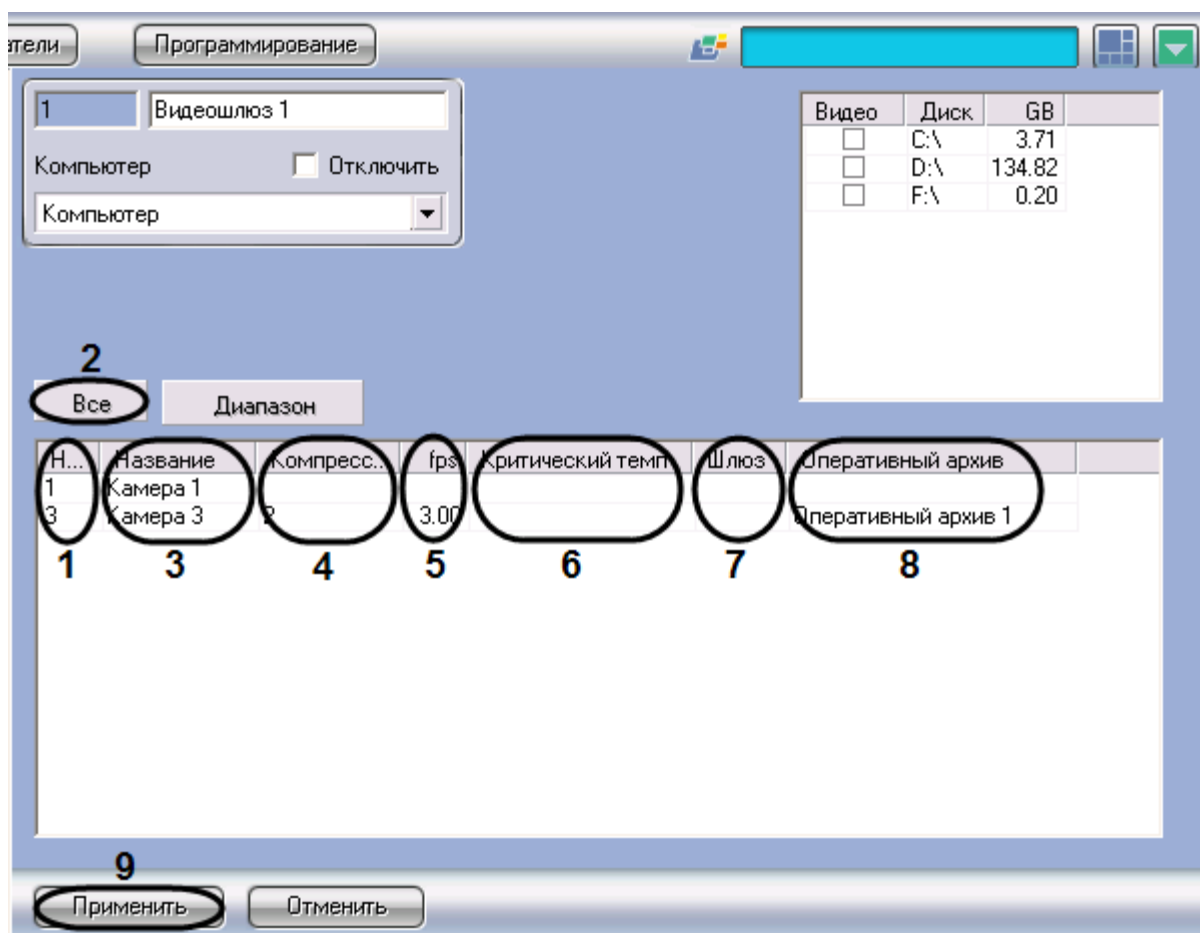 атели Программирование
1 Видеошлюз 1
Компьютер Отключить
Компьютер
Видео Диск GB
C:\ 3.71
D:\ 134.82
F:\ 0.20
2
Все Диапазон
Н... Название Компресс... fps Критический темп Шлюз Оперативный архив
1 Камера 1
3 Камера 3 2 3.00 Оперативный архив 1
1 3 4 5 6 7 8
9
Применить Отменить